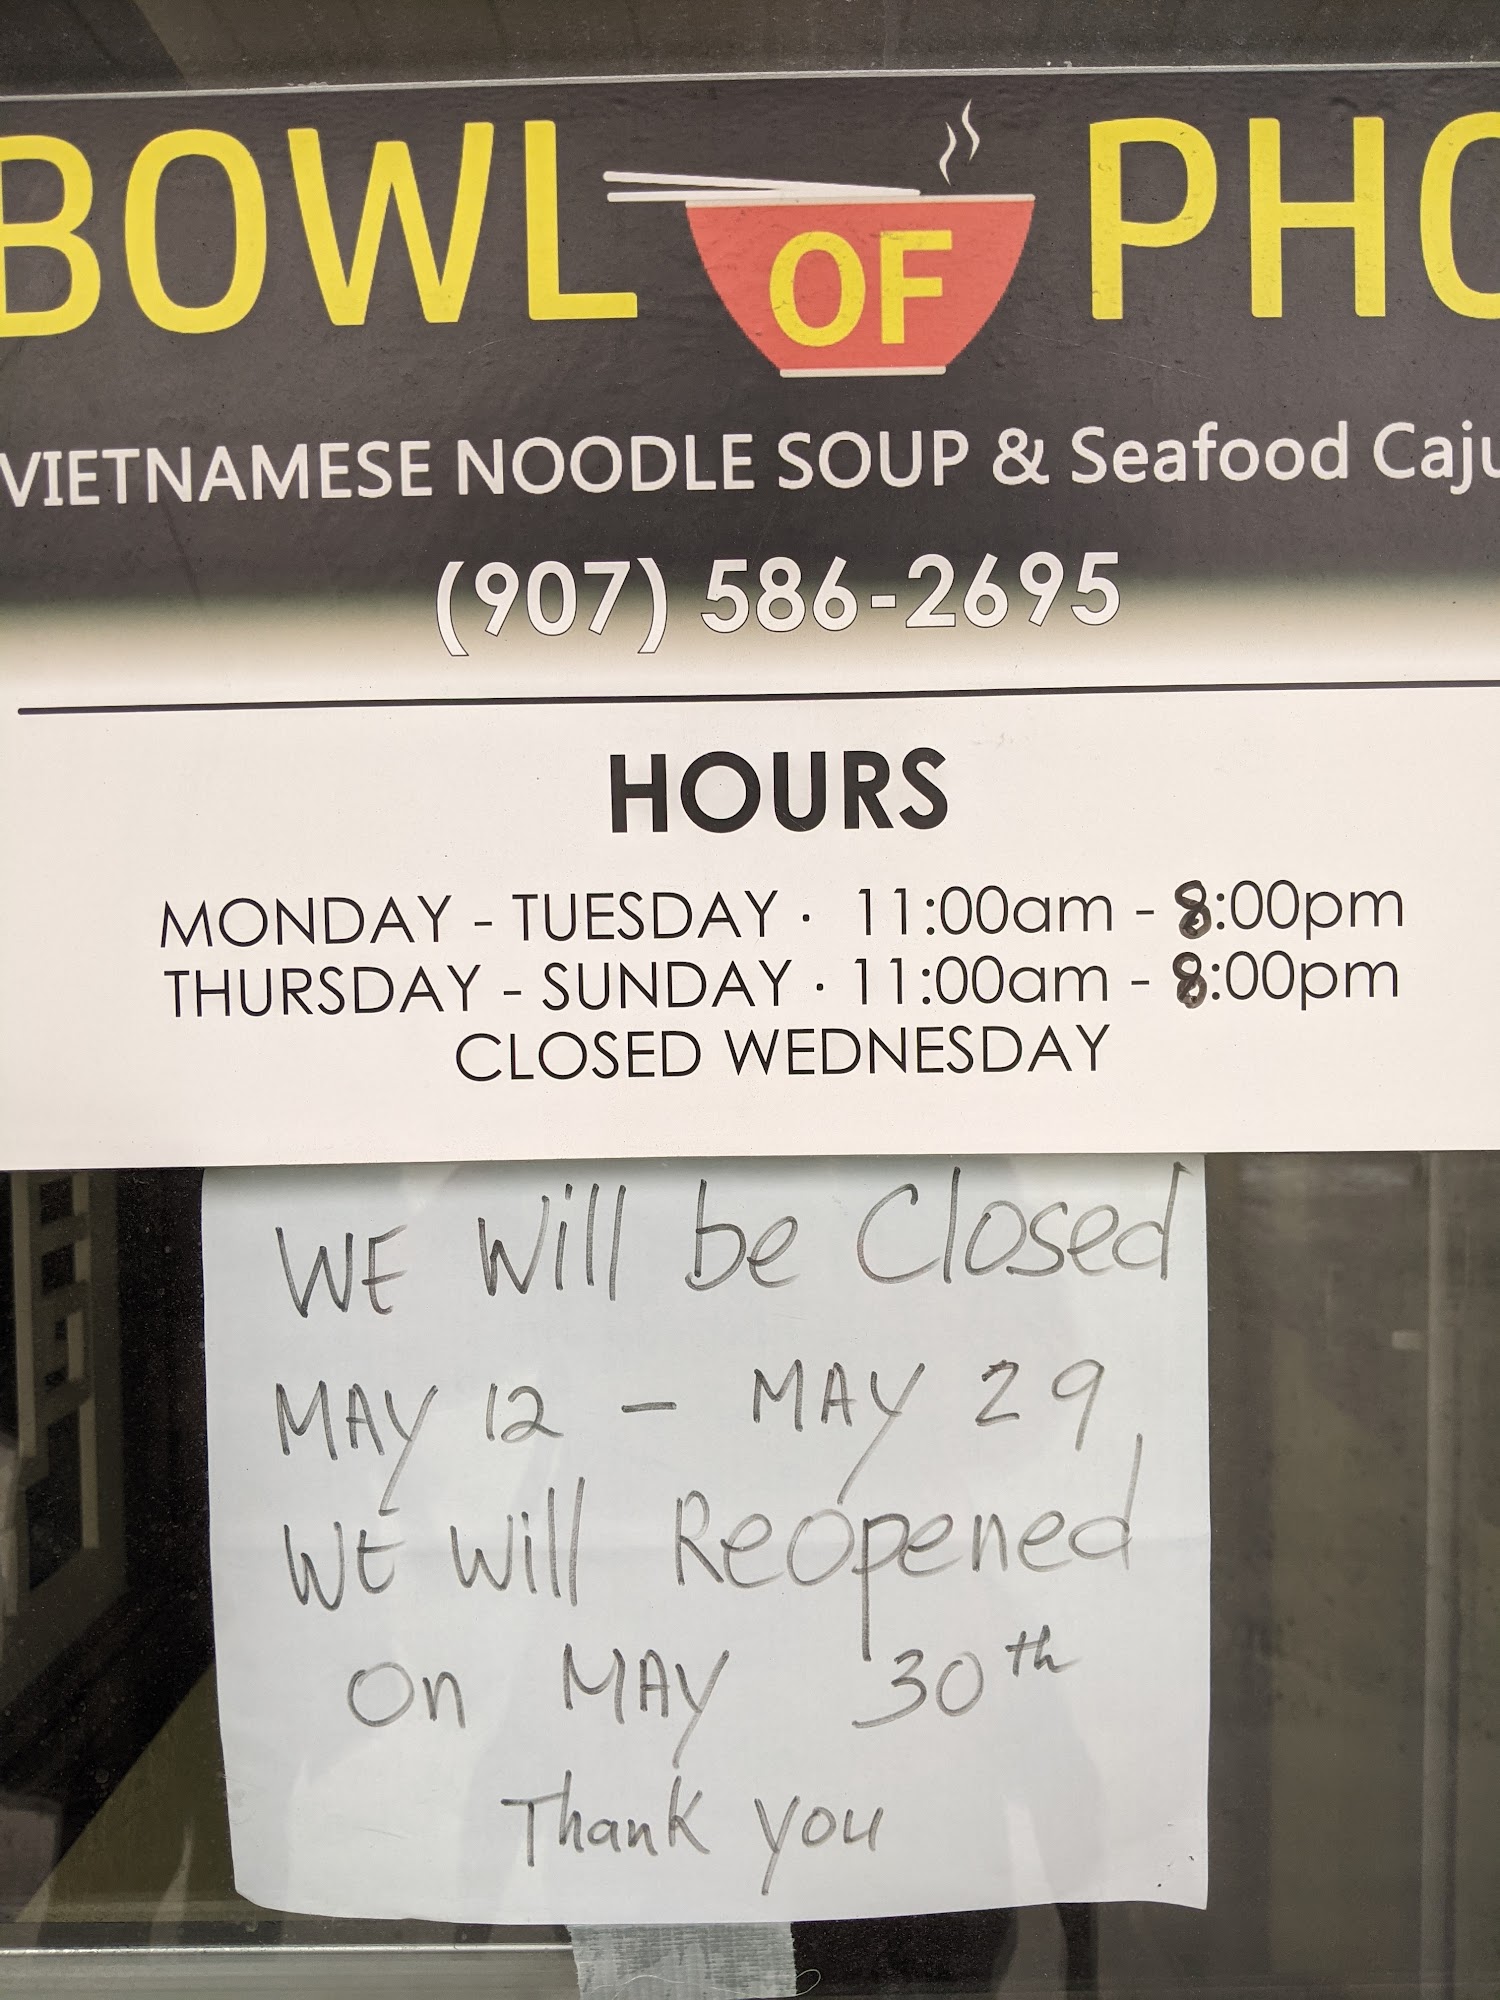 BOWL OF PHO
VIETNAMESE NOODLE SOUP & Seafood Caju
(907) 586-2695
HOURS
MONDAY - TUESDAY · 11:00am - 8:00pm
THURSDAY - SUNDAY · 11:00am - 8:00pm
CLOSED WEDNESDAY
WE Will be Closed
MAY 12 - MAY 29,
WE Will Reopened
On MAY 30th
Thank you